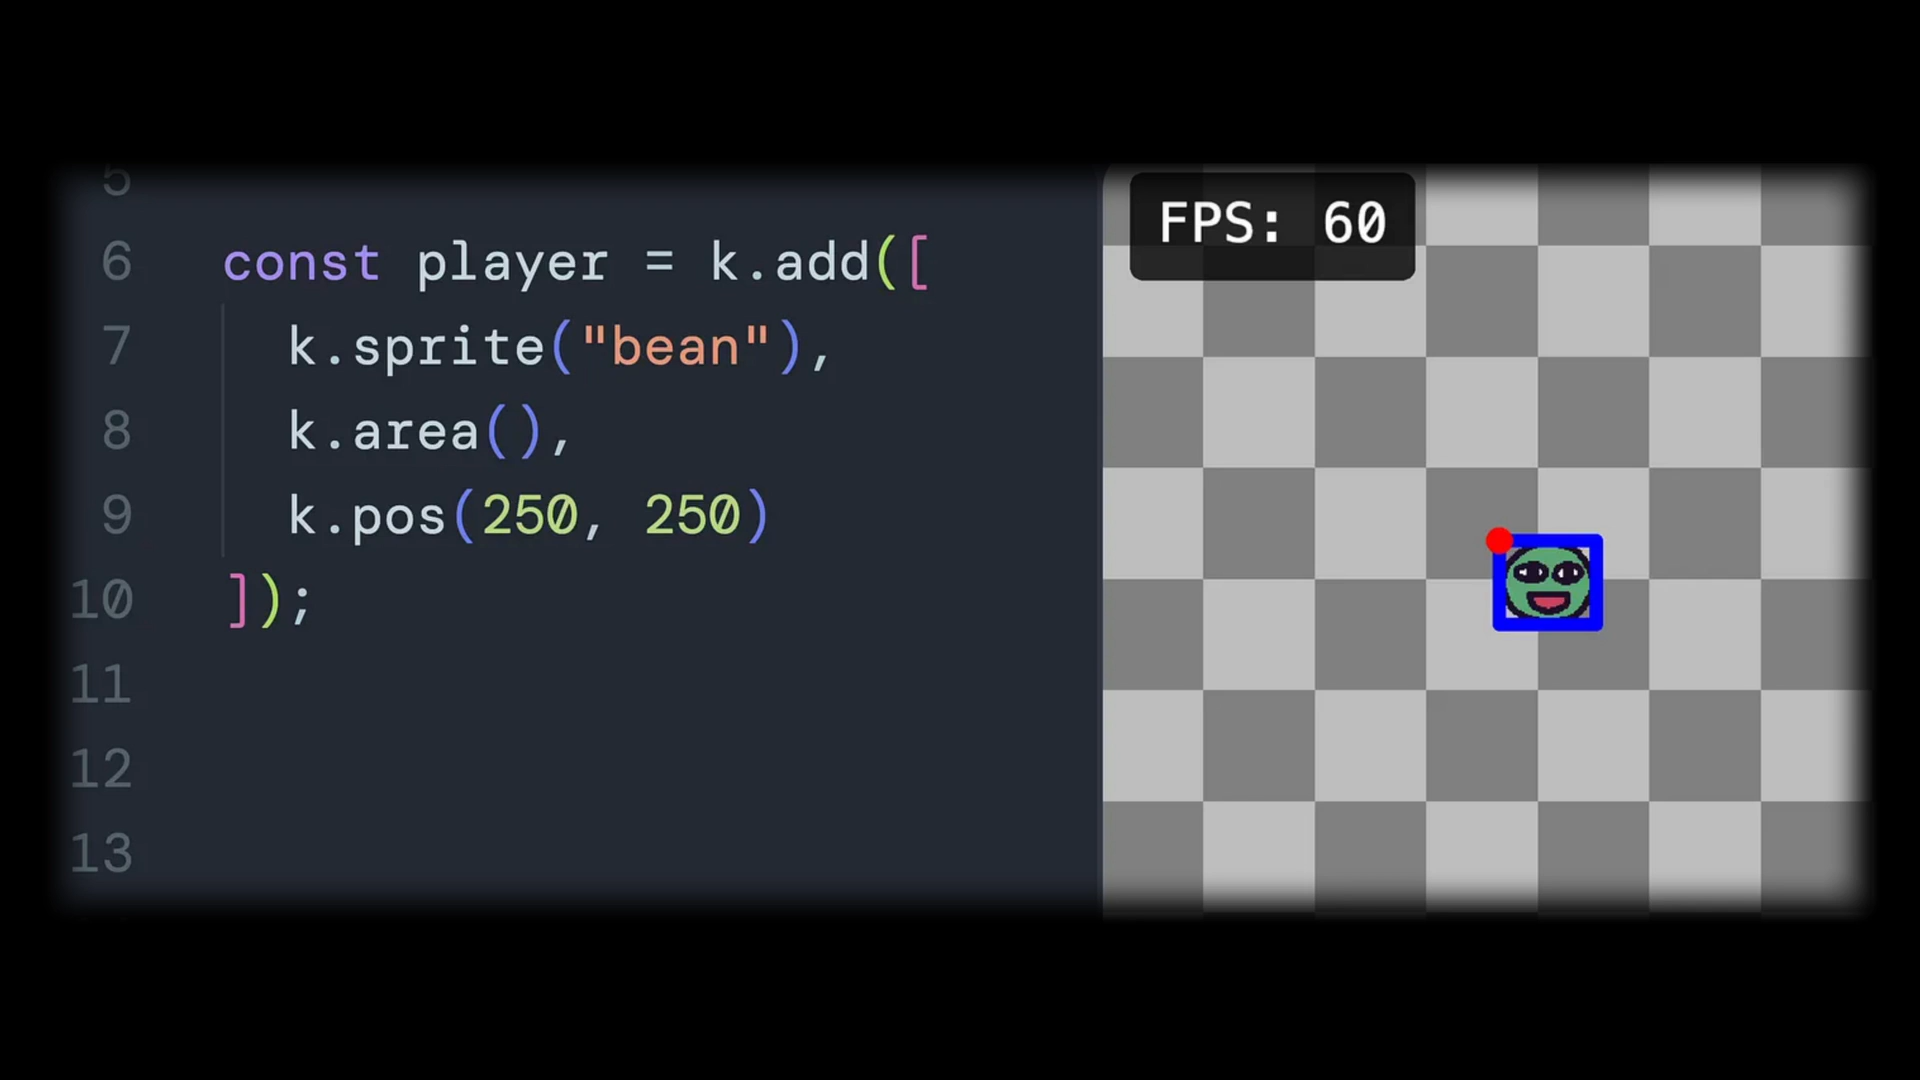 5
6 const player = k.add([
7 k.sprite("bean"),
8 k.area(),
9 k.pos(250, 250)
10 ]);
11
12
13
FPS: 60